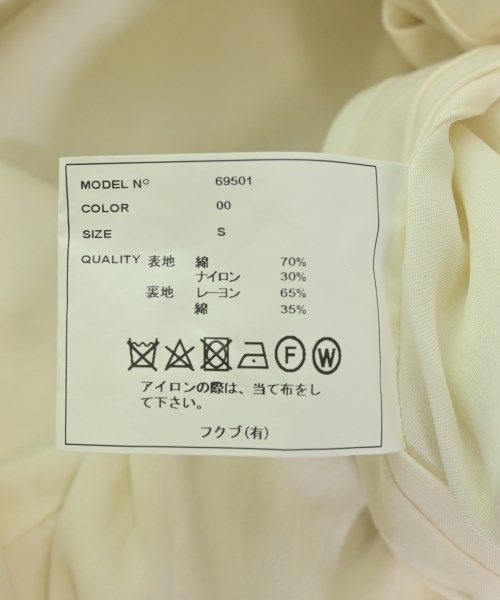 MODEL Nº 69501
COLOR 00
SIZE S
QUALITY 表地 綿 70%
ナイロン 30%
裏地 レーヨン 65%
綿 35%
F W
アイロンの際は、当て布をし
て下さい。
フクブ(有)